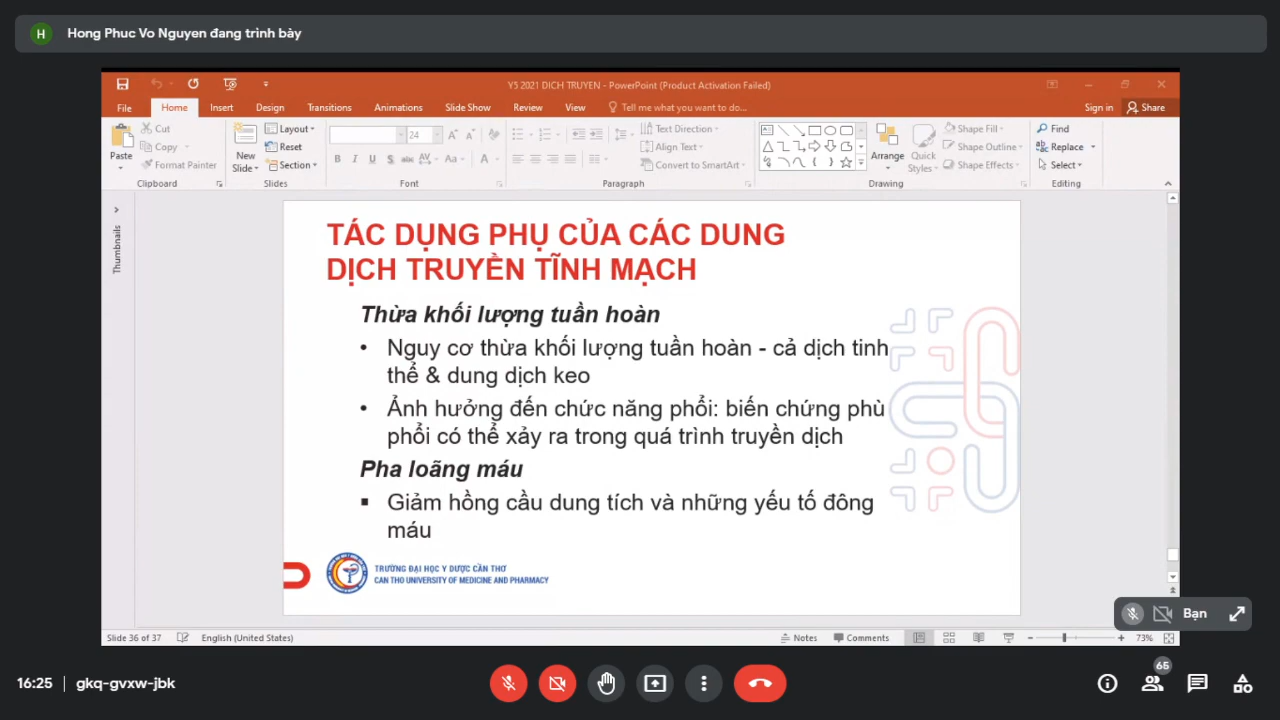 H Hong Phuc Vo Nguyen đang trình bày
Y5 2021 DICH TRUYEN - PowerPoint (Product Activation Failed)
File Home Insert Design Transitions Animations Slide Show Review View Tell me what you want to do... Sign in Share
Cut
Copy
Format Painter
Paste
Clipboard
New Slide
Layout
Reset
Section
Slides
24
B I U S abc AV Aa A
Font
Text Direction
Align Text
Convert to SmartArt
Paragraph
Arrange
Quick Styles
Shape Fill
Shape Outline
Shape Effects
Drawing
Find
Replace
Select
Editing
Thumbnails
TÁC DỤNG PHỤ CỦA CÁC DUNG
DỊCH TRUYỀN TĨNH MẠCH
Thừa khối lượng tuần hoàn
• Nguy cơ thừa khối lượng tuần hoàn - cả dịch tinh
thể & dung dịch keo
• Ảnh hưởng đến chức năng phổi: biến chứng phù
phổi có thể xảy ra trong quá trình truyền dịch
Pha loãng máu
▪ Giảm hồng cầu dung tích và những yếu tố đông
máu
TRƯỜNG ĐẠI HỌC Y DƯỢC CẦN THƠ
CAN THO UNIVERSITY OF MEDICINE AND PHARMACY
Bạn
Slide 36 of 37 English (United States) Notes Comments 73%
65
16:25 | gkq-gvxw-jbk